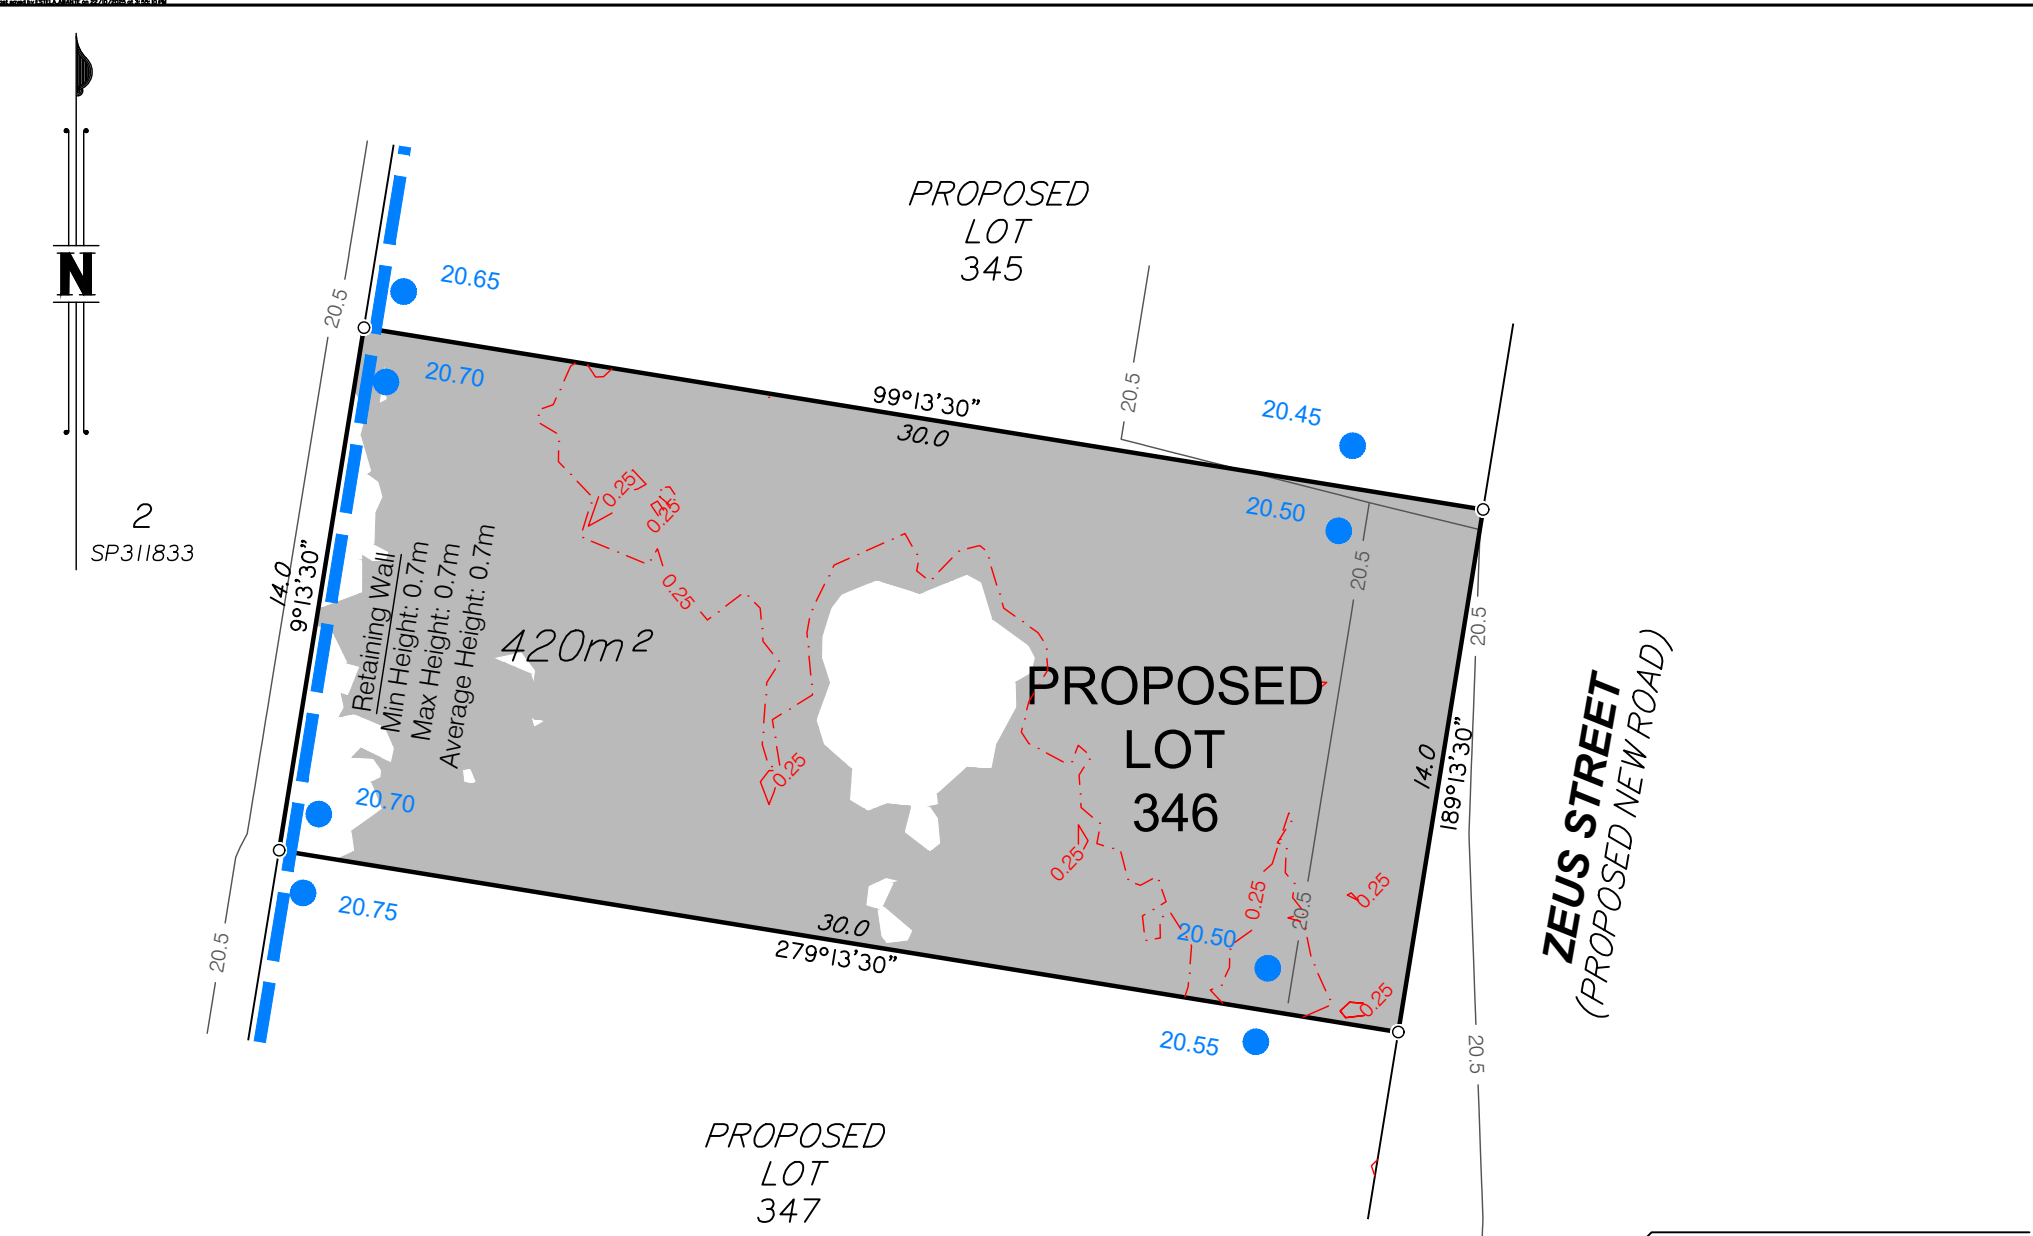 N
2
SP311833
PROPOSED
LOT
345
20.65
20.5
20.70
99°13'30"
30.0
20.5
20.45
20.50
20.5
20.5
0.25
0.25
0.25
14.0
9°13'30"
Retaining Wall
Min Height: 0.7m
Max Height: 0.7m
Average Height: 0.7m
420m²
PROPOSED
LOT
346
0.25
14.0
189°13'30"
ZEUS STREET
(PROPOSED NEW ROAD)
20.70
0.25
0.25
20.5
0.25
20.75
20.5
30.0
279°13'30"
20.50
0.25
20.55
20.5
PROPOSED
LOT
347